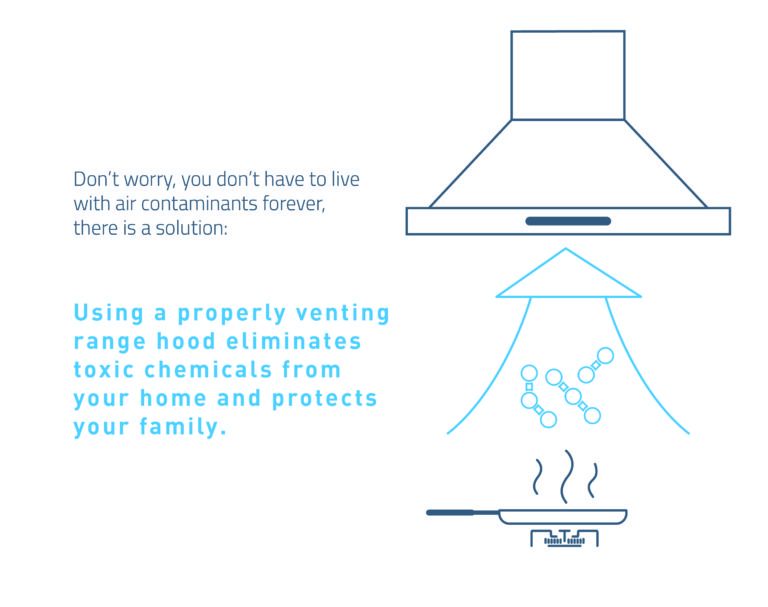 Don't worry, you don't have to live
with air contaminants forever,
there is a solution:
Using a properly venting
range hood eliminates
toxic chemicals from
your home and protects
your family.